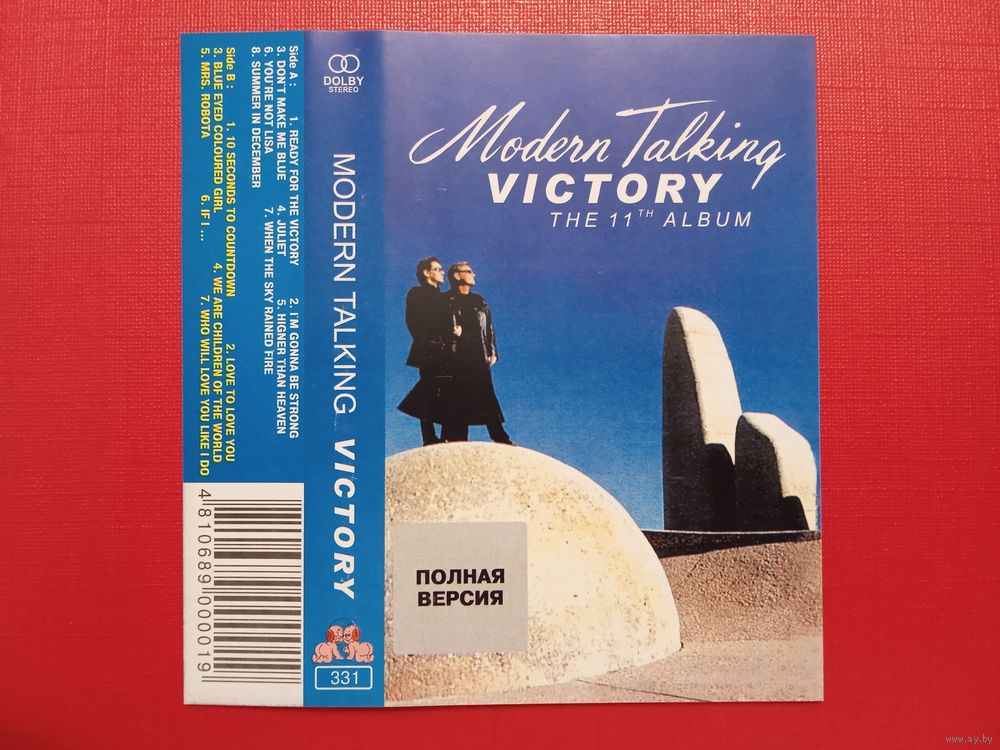 Modern Talking
VICTORY
THE 11TH ALBUM
ПОЛНАЯ
ВЕРСИЯ
DOLBY
STEREO
MODERN TALKING VICTORY
331
Side A : 1. READY FOR THE VICTORY 2. I'M GONNA BE STRONG
3. DON'T MAKE ME BLUE 4. JULIET 5. HIGNER THAN HEAVEN
6. YOU'RE NOT LISA 7. WHEN THE SKY RAINED FIRE
8. SUMMER IN DECEMBER
Side B : 1. 10 SECONDS TO COUNTDOWN 2. LOVE TO LOVE YOU
3. BLUE EYED COLOURED GIRL 4. WE ARE CHILDREN OF THE WORLD
5. MRS. ROBOTA 6. IF I ... 7. WHO WILL LOVE YOU LIKE I DO
4 810689 000019
www.ay.by